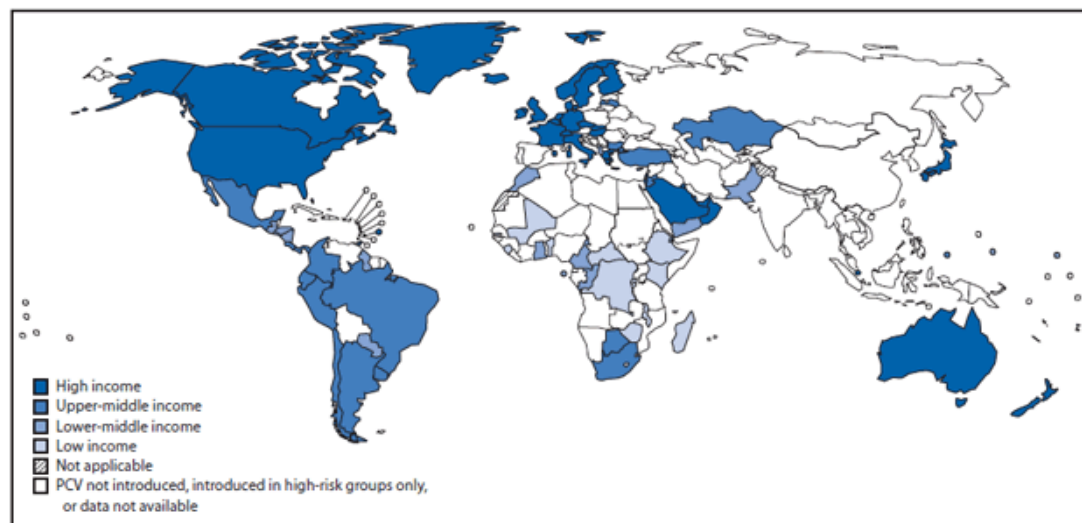 High income
Upper-middle income
Lower-middle income
Low income
Not applicable
PCV not introduced, introduced in high-risk groups only,
or data not available